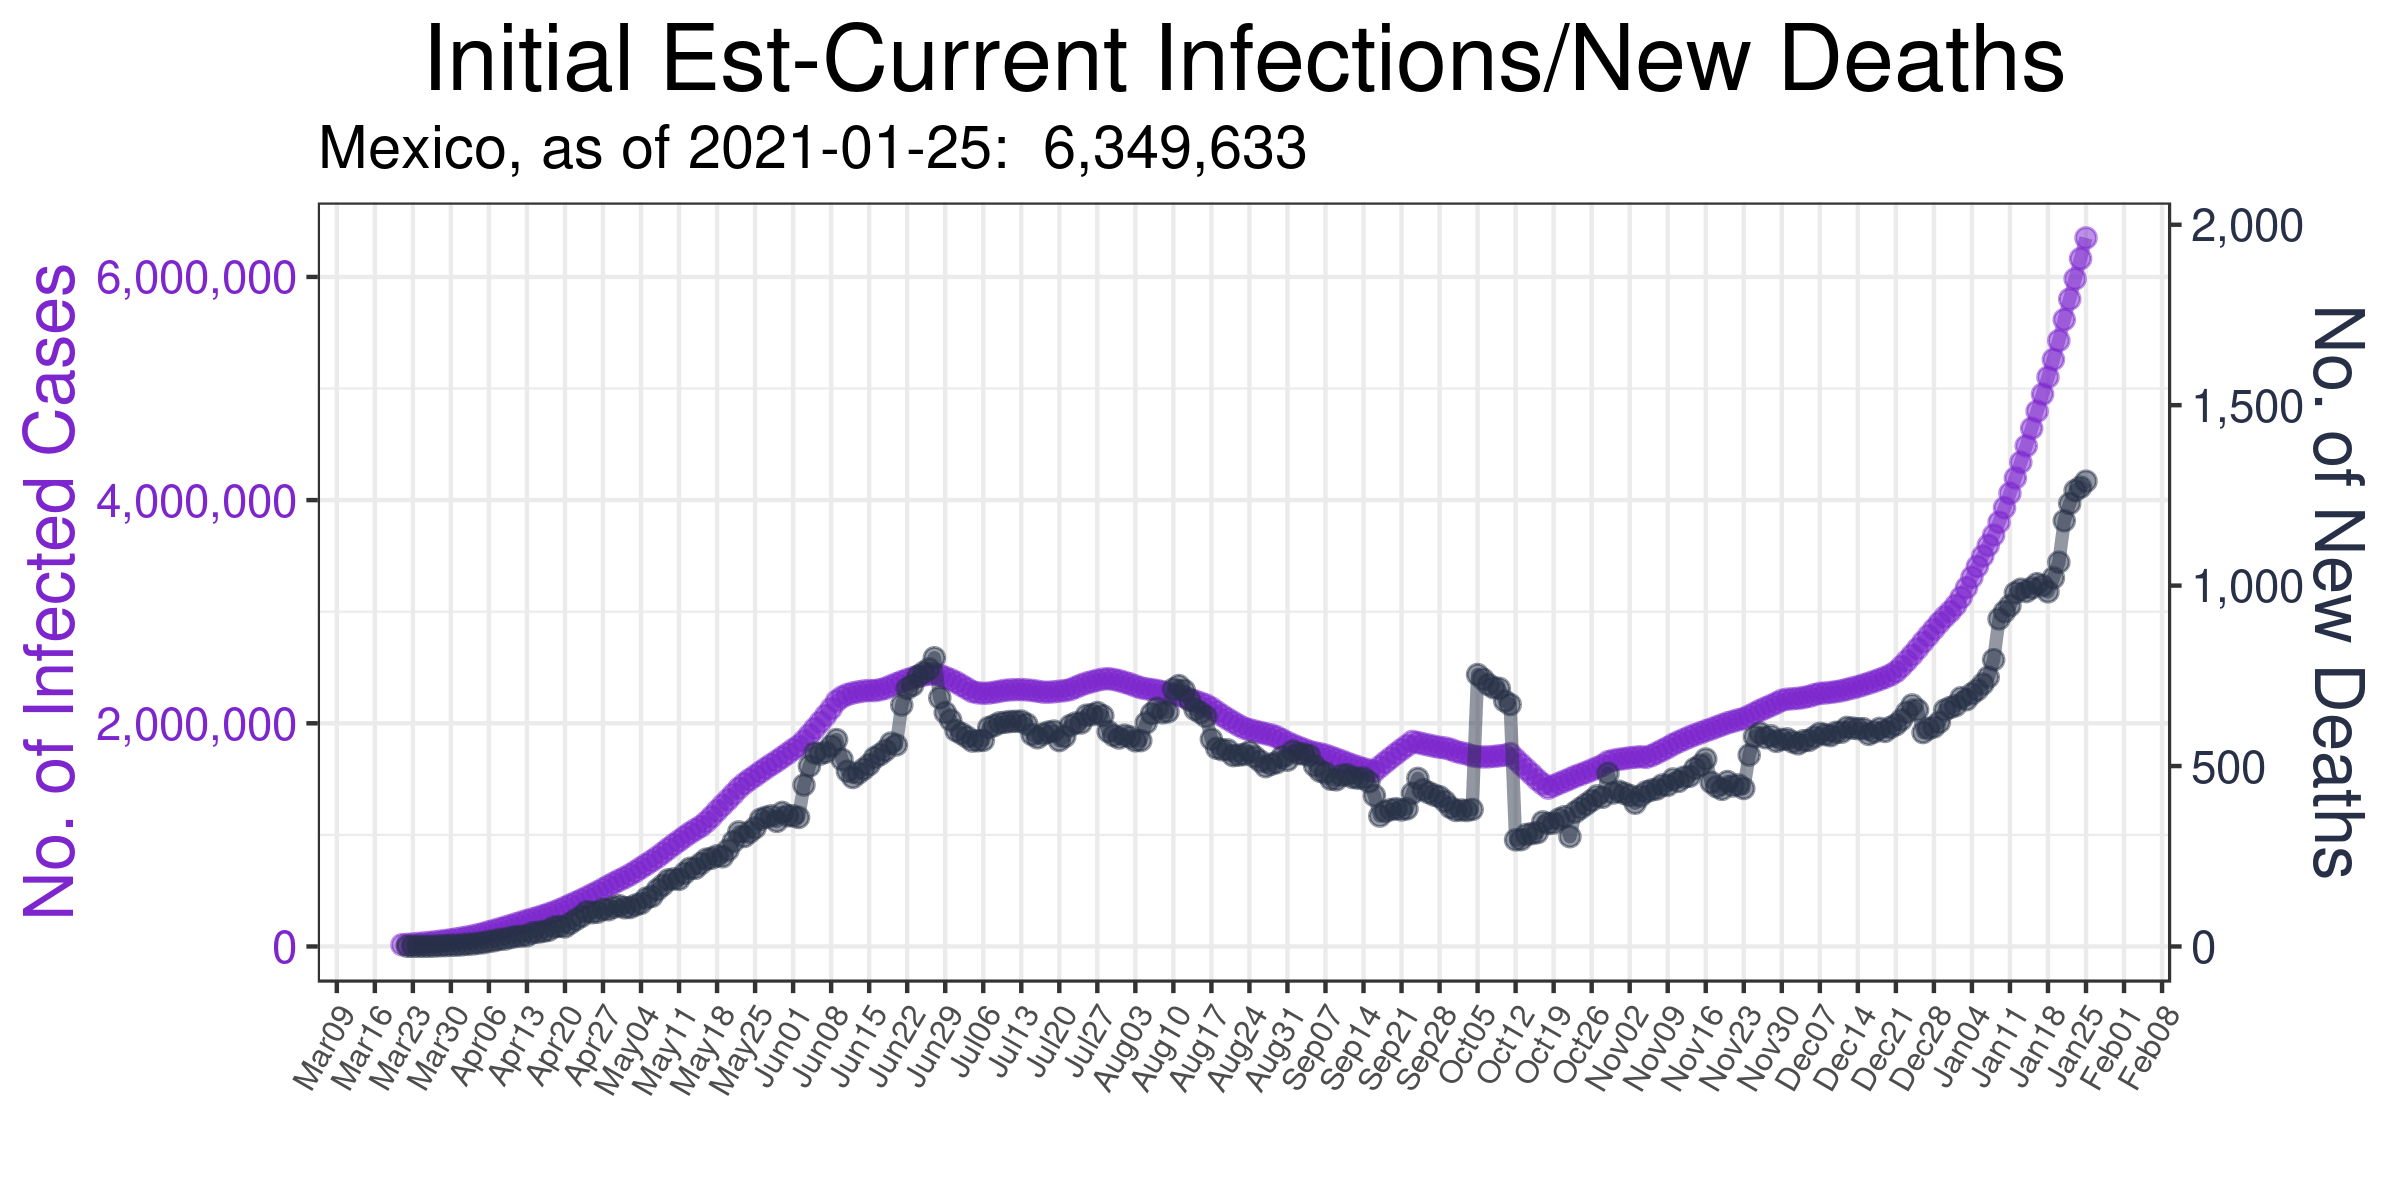 Initial Est-Current Infections/New Deaths
Mexico, as of 2021-01-25: 6,349,633
No. of Infected Cases
6,000,000
4,000,000
2,000,000
0
2,000
1,500
1,000
500
0
No. of New Deaths
Mar09
Mar16
Mar23
Mar30
Apr06
Apr13
Apr20
Apr27
May04
May11
May18
May25
Jun01
Jun08
Jun15
Jun22
Jun29
Jul06
Jul13
Jul20
Jul27
Aug03
Aug10
Aug17
Aug24
Aug31
Sep07
Sep14
Sep21
Sep28
Oct05
Oct12
Oct19
Oct26
Nov02
Nov09
Nov16
Nov23
Nov30
Dec07
Dec14
Dec21
Dec28
Dec04
Jan11
Jan18
Jan25
Feb01
Feb08